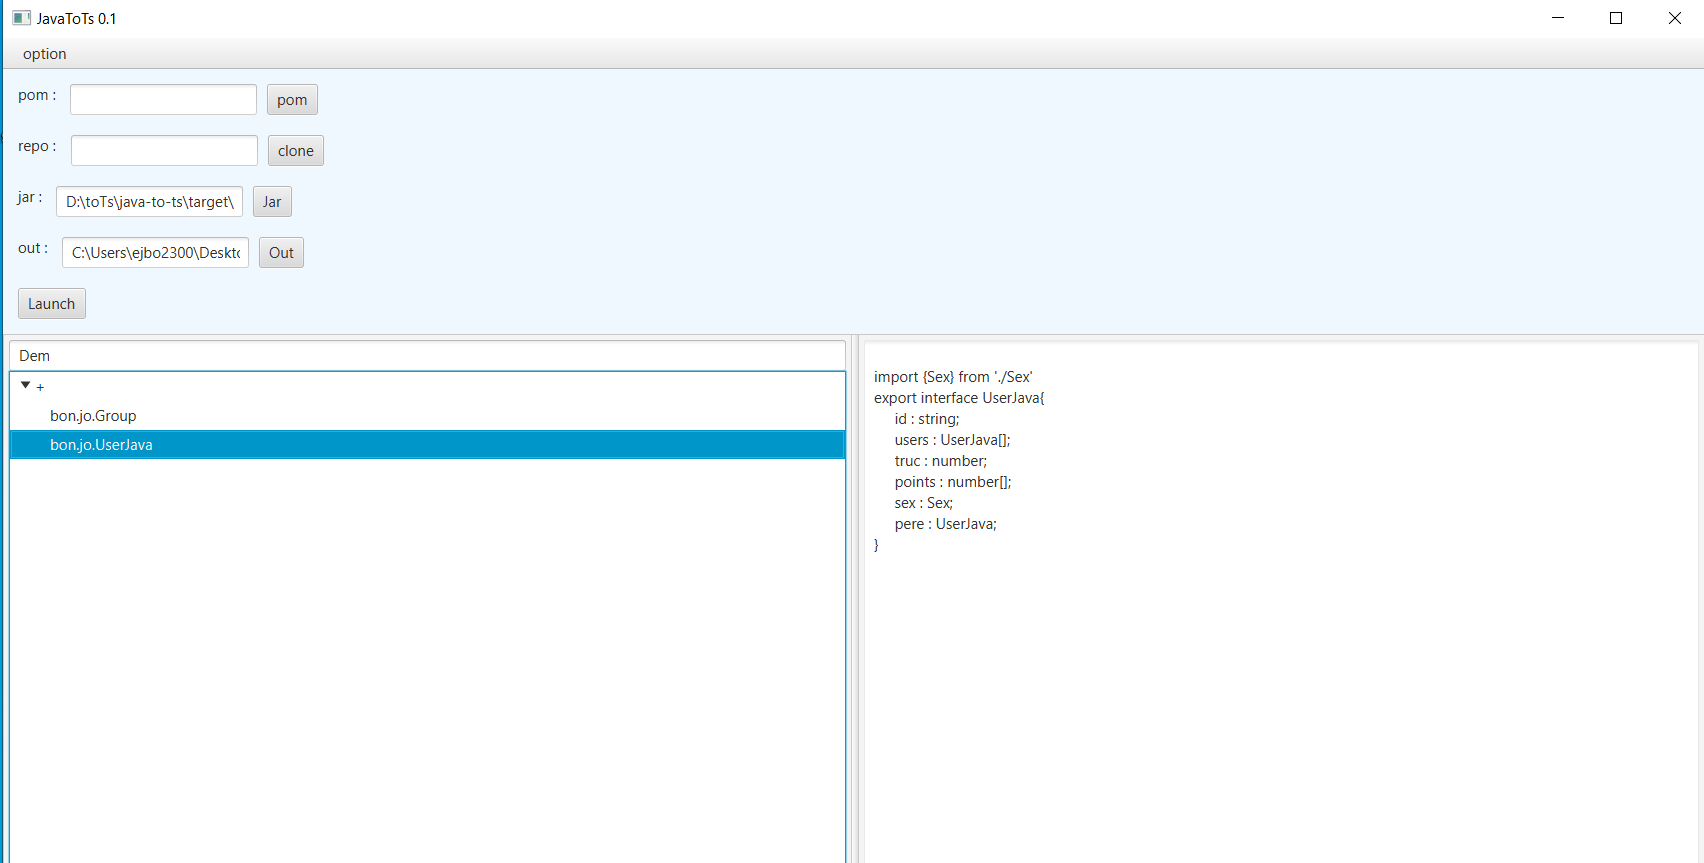 JavaToTs 0.1
option
pom : pom
repo : clone
jar : D:\toTs\java-to-ts\target\ Jar
out : C:\Users\ejbo2300\Deskto Out
Launch
Dem
+
bon.jo.Group
bon.jo.UserJava
import {Sex} from './Sex'
export interface UserJava{
id : string;
users : UserJava[];
truc : number;
points : number[];
sex : Sex;
pere : UserJava;
}